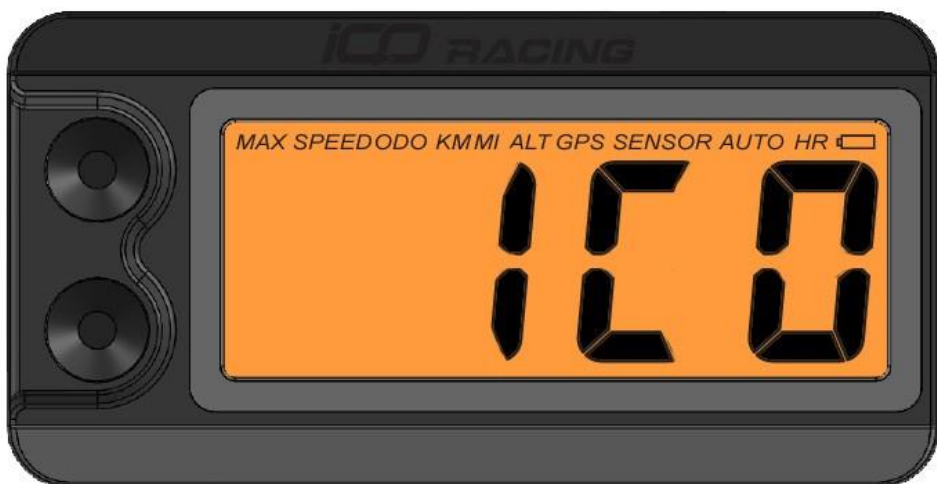 iCO RACING
MAX SPEED ODO KM MI ALT GPS SENSOR AUTO HR
ICO